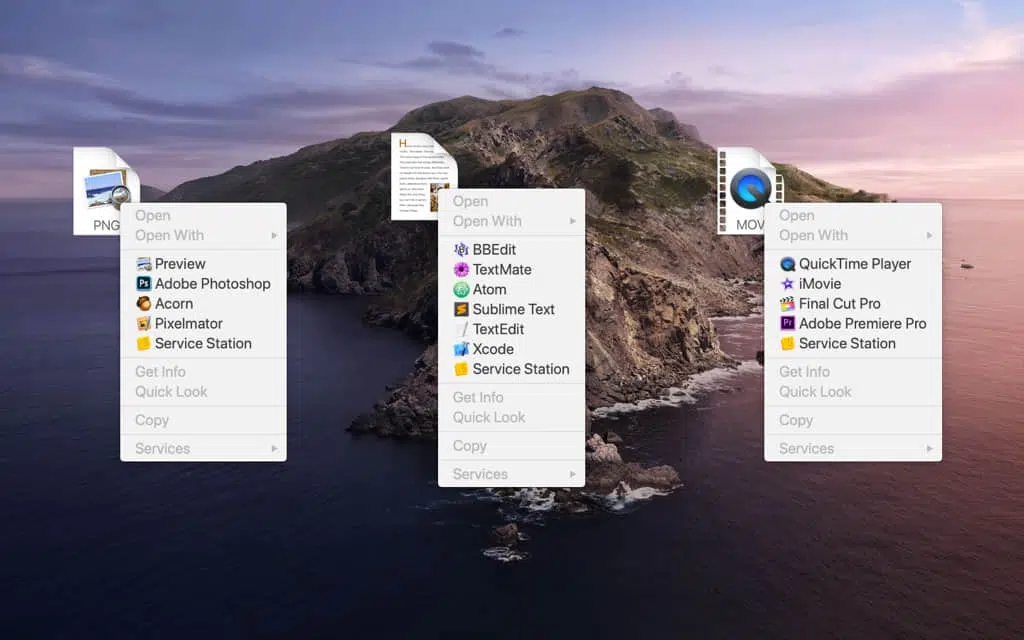 PNG
Open
Open With
Preview
Adobe Photoshop
Acorn
Pixelmator
Service Station
Get Info
Quick Look
Copy
Services
Open
Open With
BBEdit
TextMate
Atom
Sublime Text
TextEdit
Xcode
Service Station
Get Info
Quick Look
Copy
Services
MOV
Open
Open With
QuickTime Player
iMovie
Final Cut Pro
Adobe Premiere Pro
Service Station
Get Info
Quick Look
Copy
Services